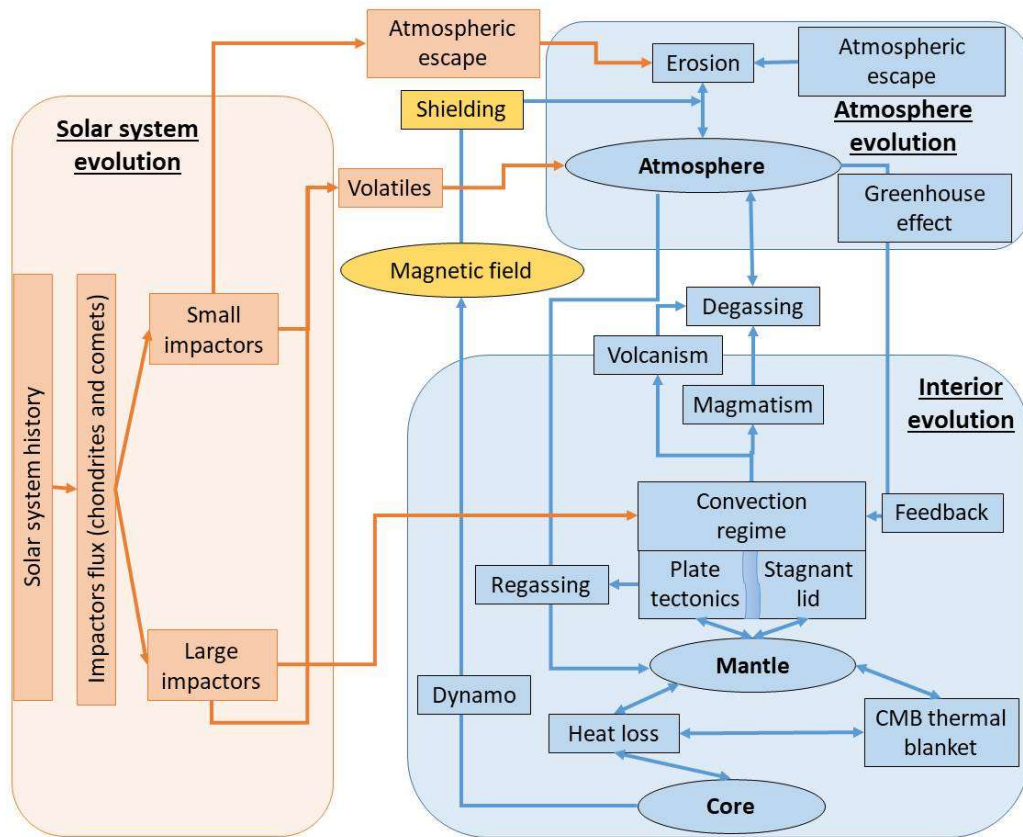 Atmospheric
escape
Erosion
Atmospheric
escape
Shielding
Solar system
evolution
Atmosphere
evolution
Atmosphere
Volatiles
Greenhouse
effect
Magnetic field
Small
impactors
Degassing
Volcanism
Magmatism
Interior
evolution
Solar system history
Impactors flux (chondrites and comets)
Convection
regime
Feedback
Regassing
Plate
tectonics
Stagnant
lid
Large
impactors
Mantle
Dynamo
Heat loss
CMB thermal
blanket
Core